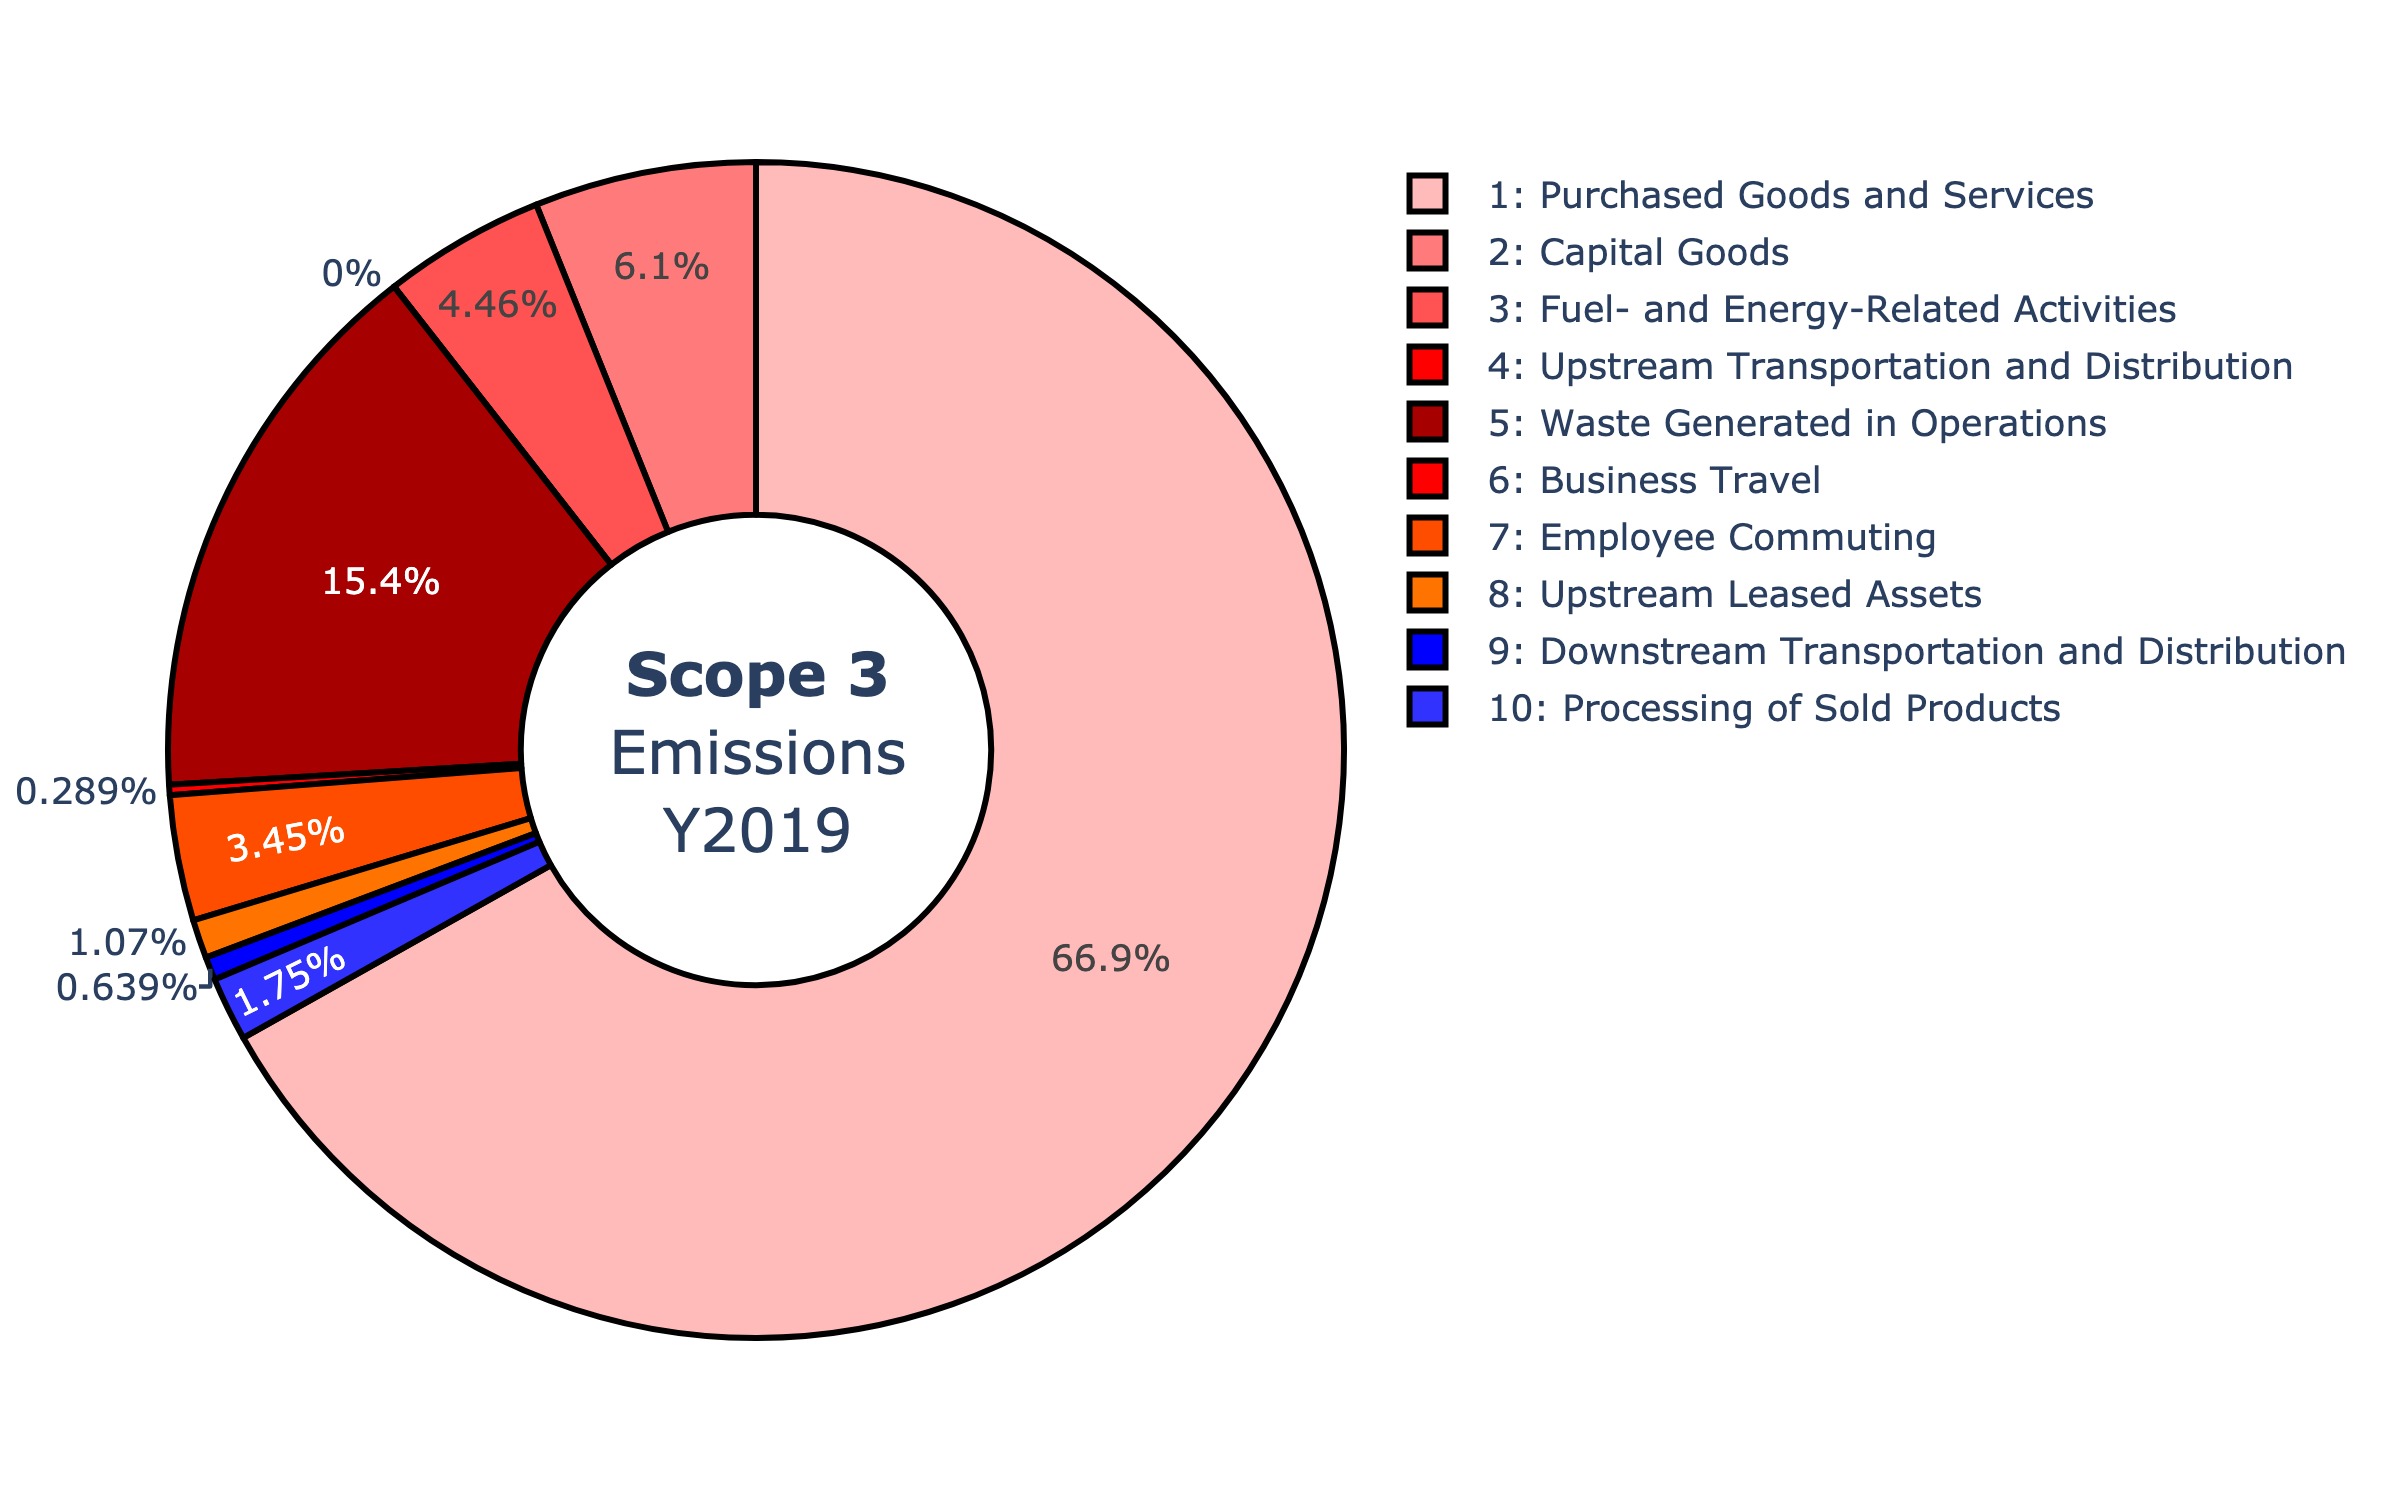 0%
4.46%
6.1%
15.4%
0.289%
3.45%
1.07%
0.639%
1.75%
66.9%
Scope 3
Emissions
Y2019
1: Purchased Goods and Services
2: Capital Goods
3: Fuel- and Energy-Related Activities
4: Upstream Transportation and Distribution
5: Waste Generated in Operations
6: Business Travel
7: Employee Commuting
8: Upstream Leased Assets
9: Downstream Transportation and Distribution
10: Processing of Sold Products